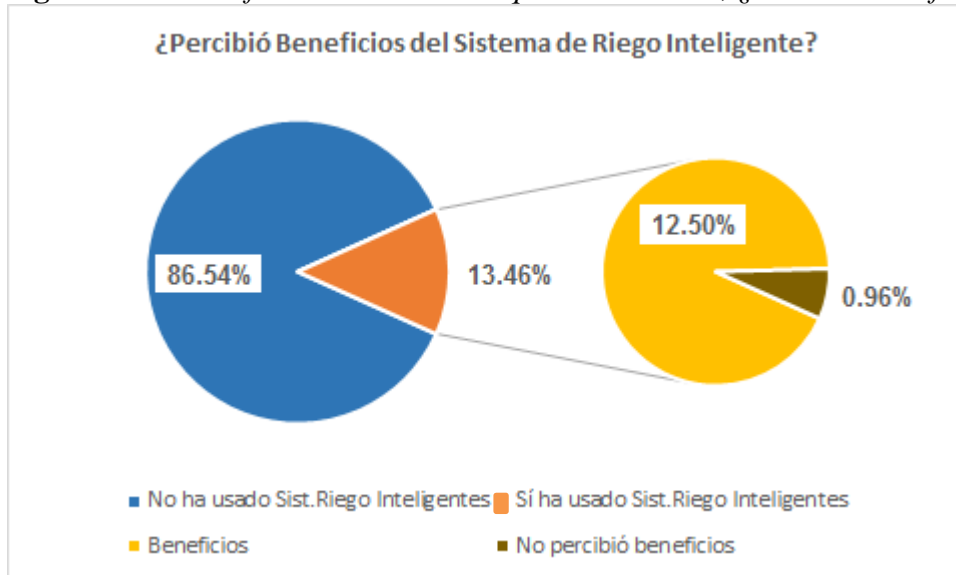 ¿Percibió Beneficios del Sistema de Riego Inteligente?
86.54%
13.46%
12.50%
0.96%
No ha usado Sist.Riego Inteligentes
Sí ha usado Sist.Riego Inteligentes
Beneficios
No percibió beneficios